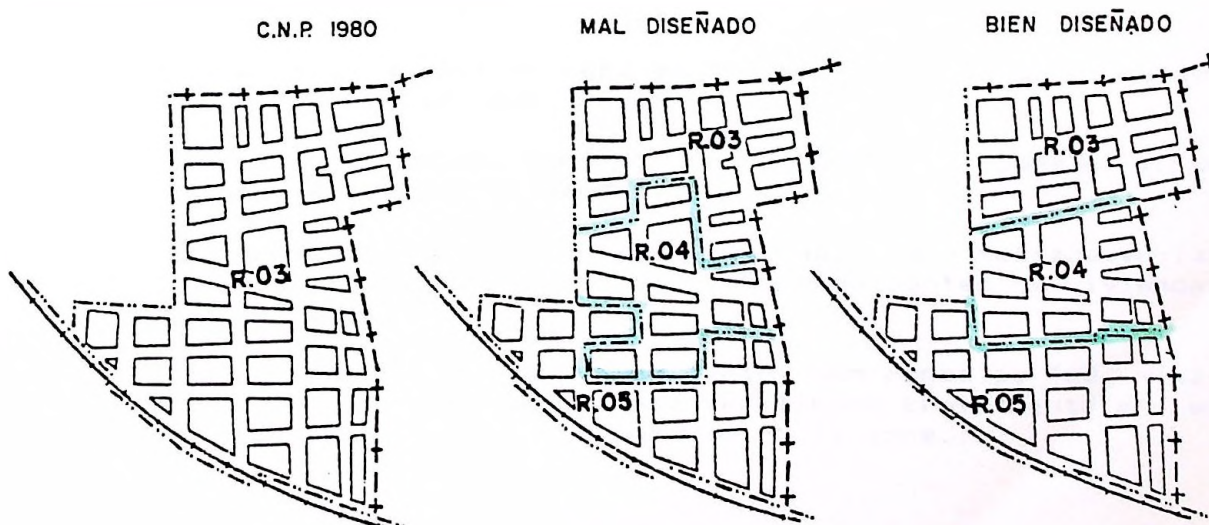 C.N.P. 1980
MAL DISEÑADO
BIEN DISEÑADO
R.03
R.03
R.04
R.05
R.03
R.04
R.05